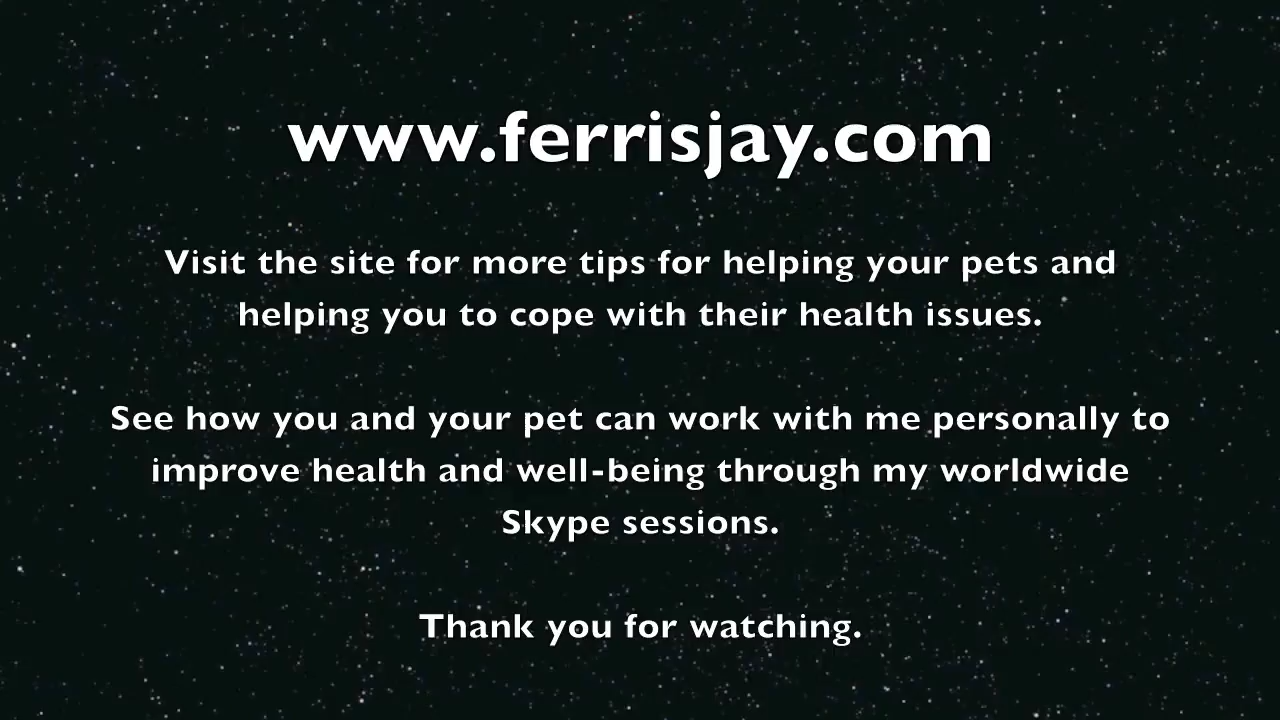 www.ferrisjay.com
Visit the site for more tips for helping your pets and
helping you to cope with their health issues.
See how you and your pet can work with me personally to
improve health and well-being through my worldwide
Skype sessions.
Thank you for watching.